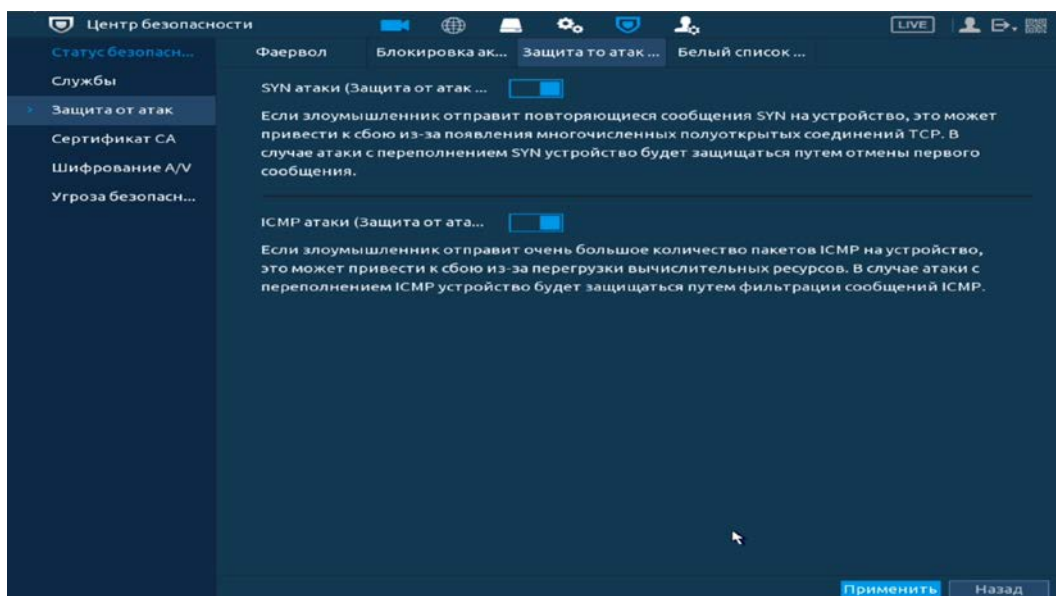 Центр безопасности
LIVE
Статус безопасн...
Службы
Защита от атак
Сертификат CA
Шифрование A/V
Угроза безопасн...
Фаервол
Блокировка ак...
Защита то атак ...
Белый список ...
SYN атаки (Защита от атак ...
Если злоумышленник отправит повторяющиеся сообщения SYN на устройство, это может
привести к сбою из-за появления многочисленных полуоткрытых соединений TCP. В
случае атаки с переполнением SYN устройство будет защищаться путем отмены первого
сообщения.
ICMP атаки (Защита от ата...
Если злоумышленник отправит очень большое количество пакетов ICMP на устройство,
это может привести к сбою из-за перегрузки вычислительных ресурсов. В случае атаки с
переполнением ICMP устройство будет защищаться путем фильтрации сообщений ICMP.
Применить
Назад